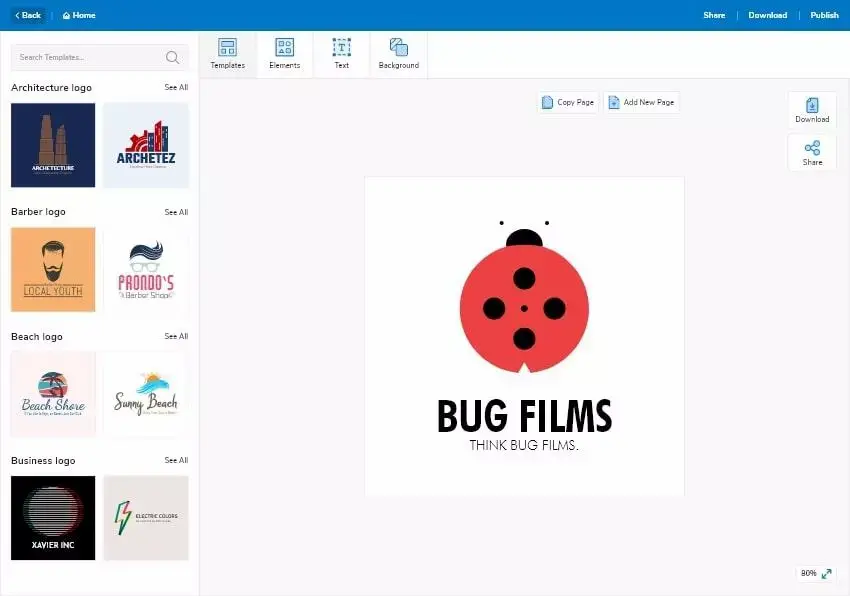 Back
Home
Share
Download
Publish
Search Templates...
Templates
Elements
Text
Background
Architecture logo
See All
ARCHETECTURE
ARCHETEZ
Barber logo
See All
LOCAL YOUTH
PRONDO'S
Barber Shop
Beach logo
See All
Beach Shore
Sunny Beach
Business logo
See All
XAVIER INC
ELECTRIC COLORS
Copy Page
Add New Page
Download
Share
BUG FILMS
THINK BUG FILMS.
80%